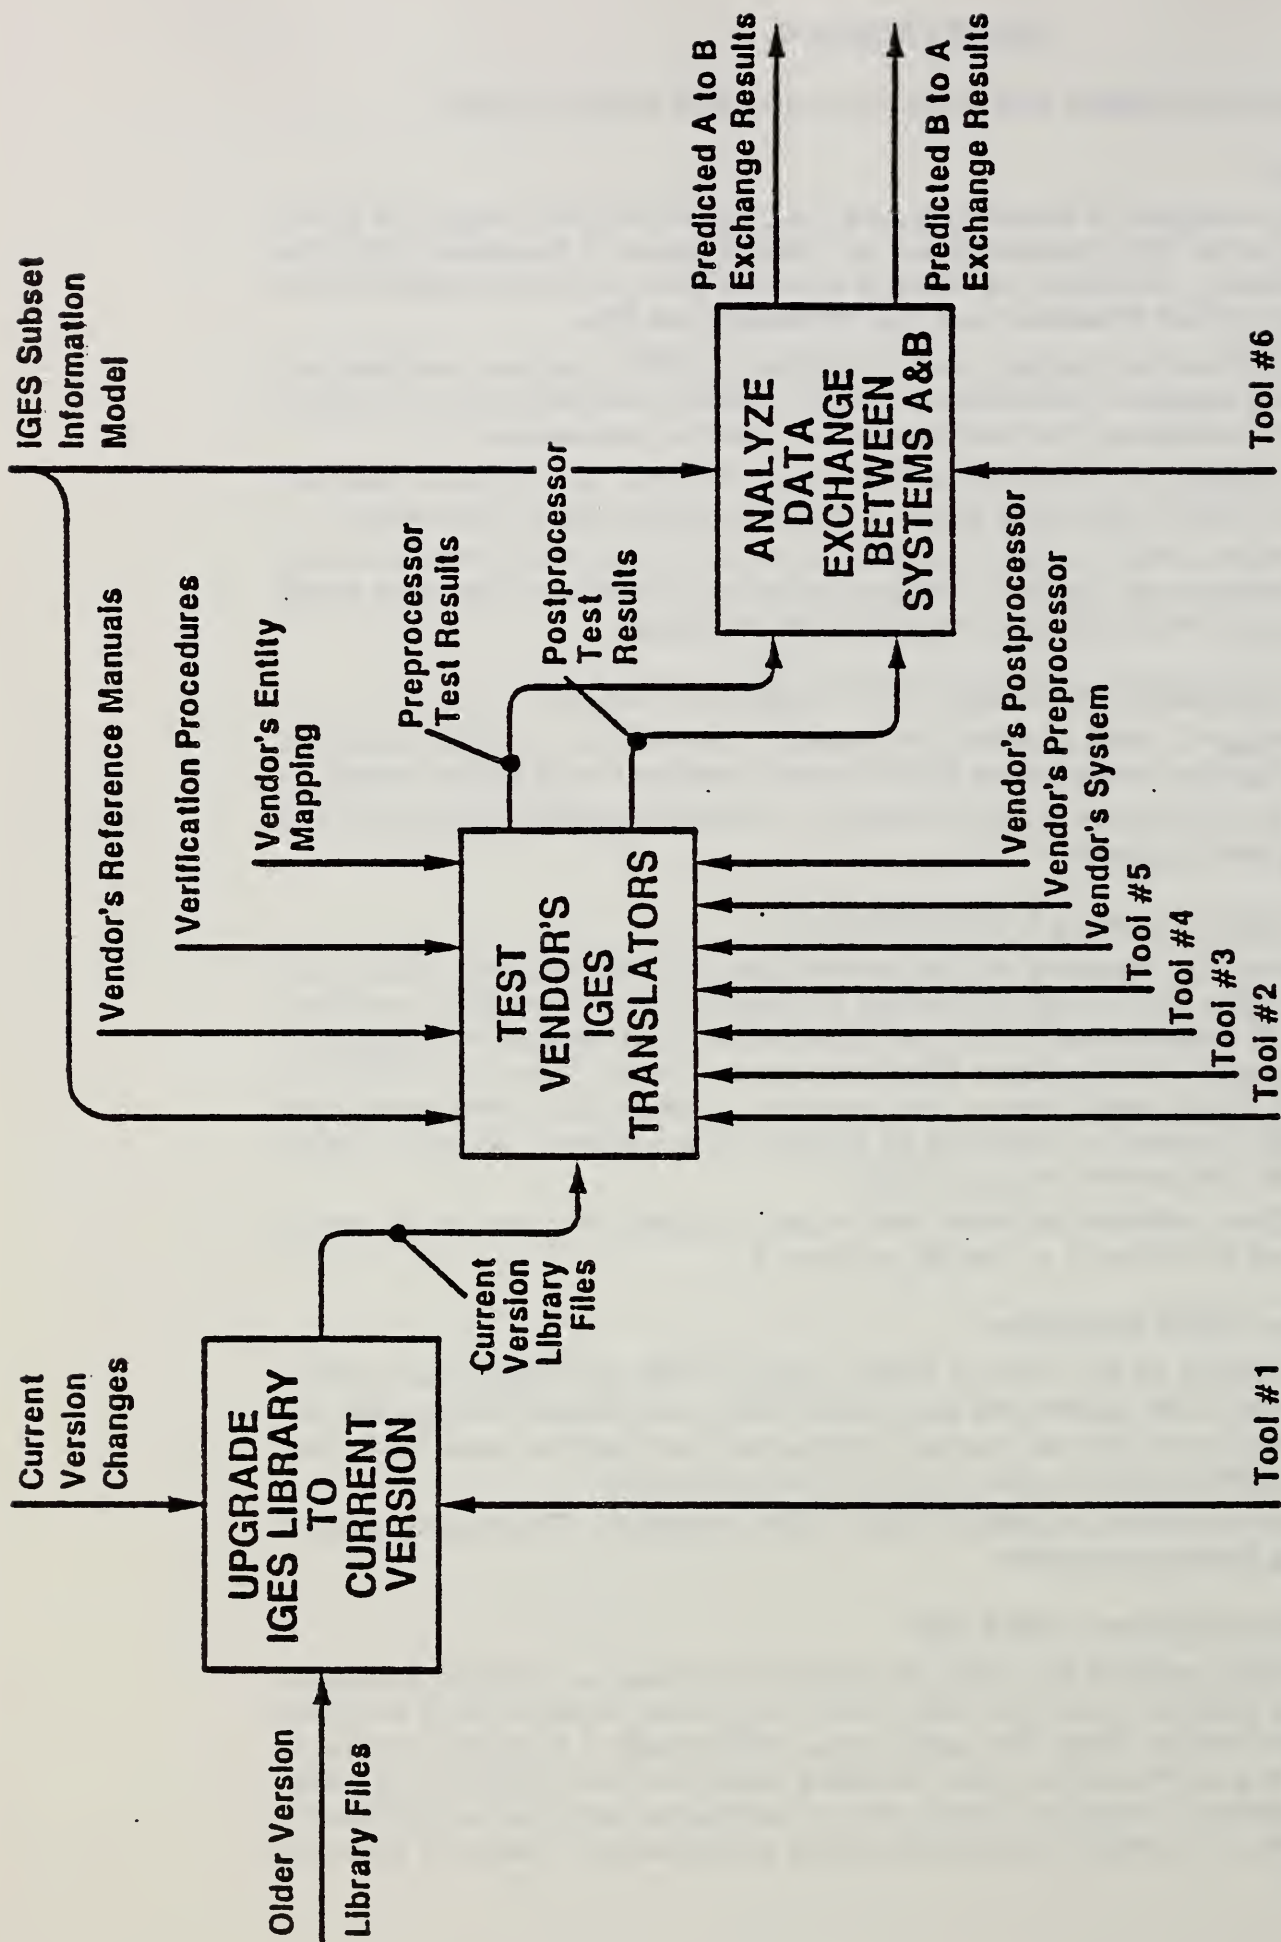 Current
Version
Changes
IGES Subset
Information
Model
Vendor's Reference Manuals
Verification Procedures
Vendor's Entity
Mapping
Older Version
Library Files
UPGRADE
IGES LIBRARY
TO
CURRENT
VERSION
Current
Version
Library
Files
TEST
VENDOR'S
IGES
TRANSLATORS
Preprocessor
Test Results
Postprocessor
Test
Results
ANALYZE
DATA
EXCHANGE
BETWEEN
SYSTEMS A&B
Predicted A to B
Exchange Results
Predicted B to A
Exchange Results
Vendor's Postprocessor
Vendor's Preprocessor
Vendor's System
Tool #5
Tool #4
Tool #3
Tool #2
Tool #1
Tool #6